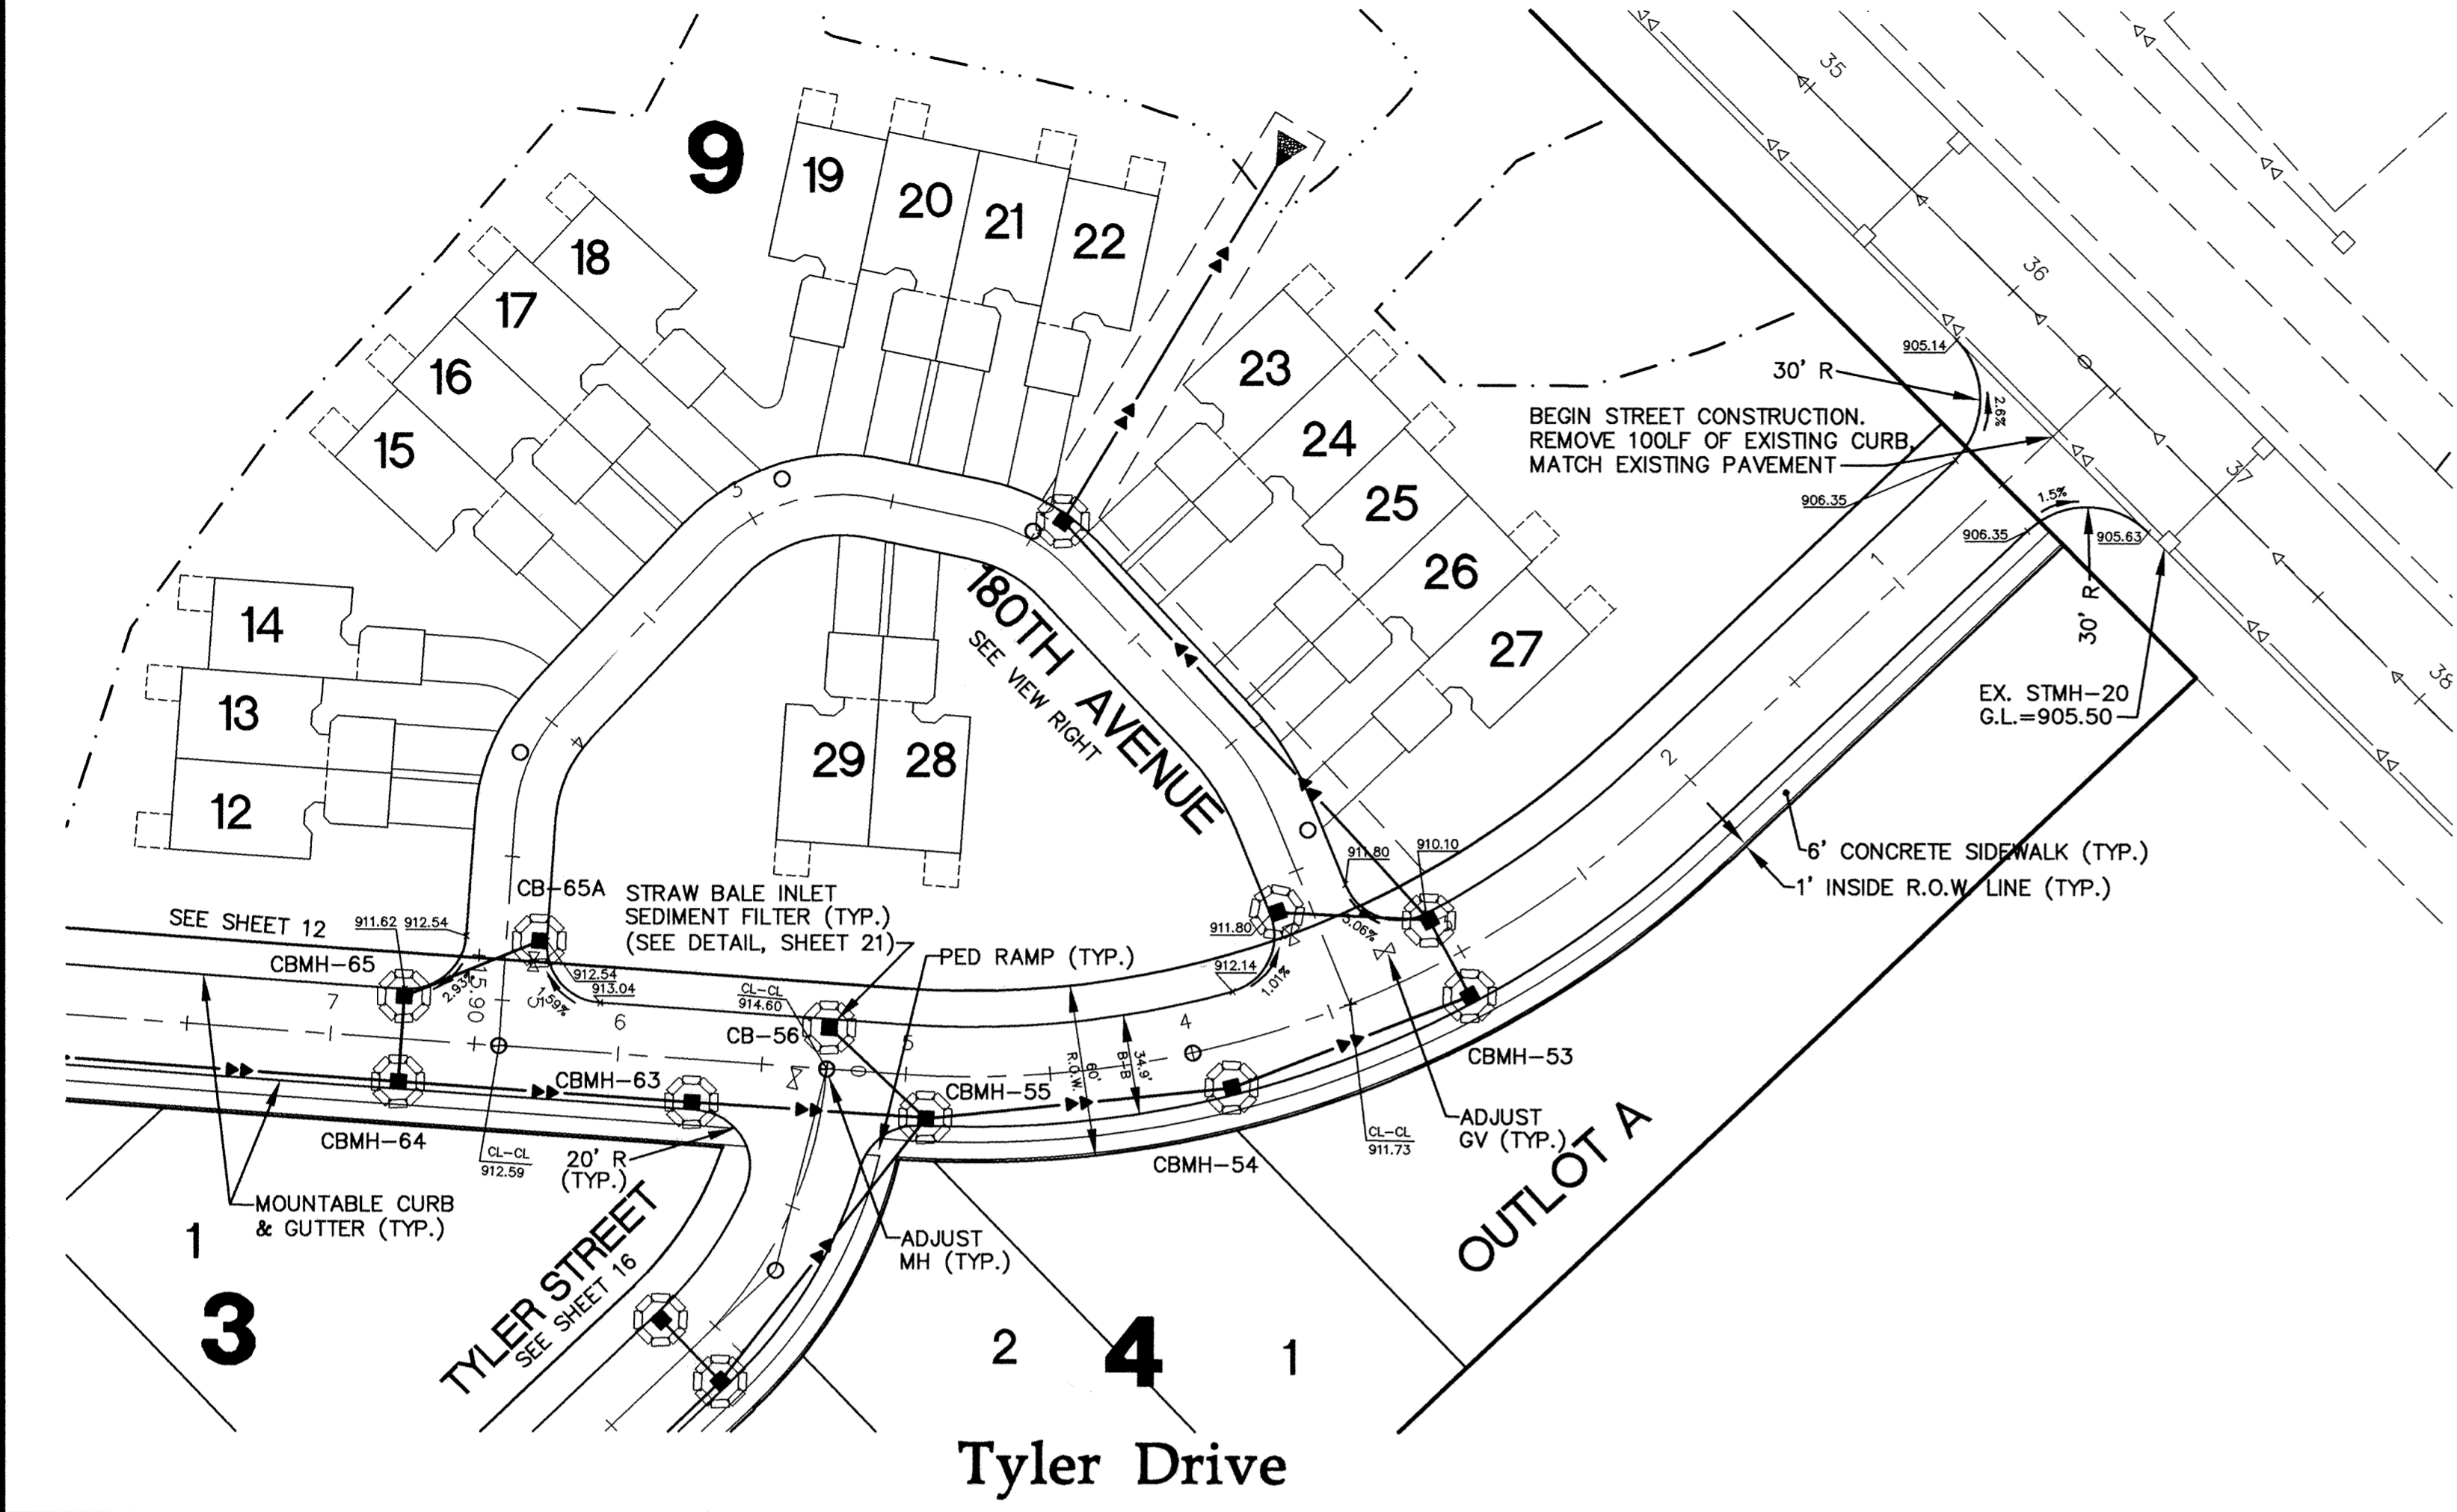 35
36
37
38
9
19
20
21
22
18
17
16
15
14
13
12
23
24
25
26
27
29
28
905.14
30' R
2.6%
BEGIN STREET CONSTRUCTION.
REMOVE 100LF OF EXISTING CURB.
MATCH EXISTING PAVEMENT
906.35
1.5%
906.35
905.63
30' R
EX. STMH-20
G.L.=905.50
1
2
5
4
180TH AVENUE
SEE VIEW RIGHT
6' CONCRETE SIDEWALK (TYP.)
1' INSIDE R.O.W. LINE (TYP.)
911.80
910.10
3.06%
911.80
912.14
1.01%
CB-65A
STRAW BALE INLET
SEDIMENT FILTER (TYP.)
(SEE DETAIL, SHEET 21)
PED RAMP (TYP.)
SEE SHEET 12
911.62
912.54
CBMH-65
2.93%
912.54
913.04
1.59%
CL-CL
914.60
CB-56
7
6
5
4
60'
R.O.W.
34.9'
B-B
CBMH-63
CBMH-55
CBMH-53
CBMH-64
CBMH-54
CL-CL
912.59
20' R
(TYP.)
CL-CL
911.73
ADJUST
GV (TYP.)
MOUNTABLE CURB
& GUTTER (TYP.)
ADJUST
MH (TYP.)
OUTLOT A
TYLER STREET
SEE SHEET 16
1
3
2
4
1
Tyler Drive